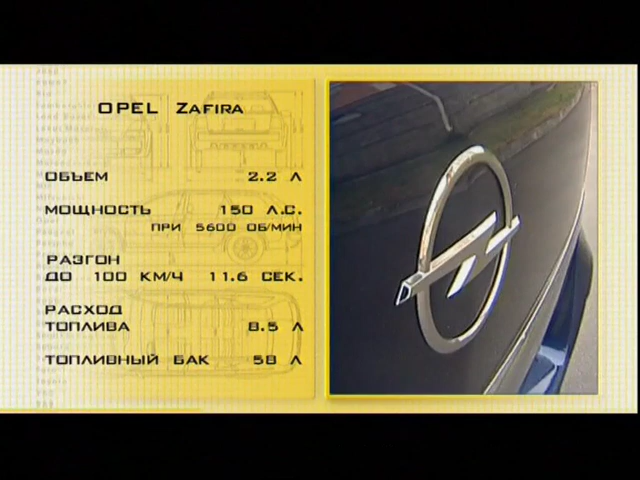 OPEL ZAFIRA
ОБЪЕМ 2.2 Л
МОЩНОСТЬ 150 Л.С.
ПРИ 5600 ОБ/МИН
РАЗГОН
ДО 100 КМ/Ч 11.6 СЕК.
РАСХОД
ТОПЛИВА 8.5 Л
ТОПЛИВНЫЙ БАК 58 Л